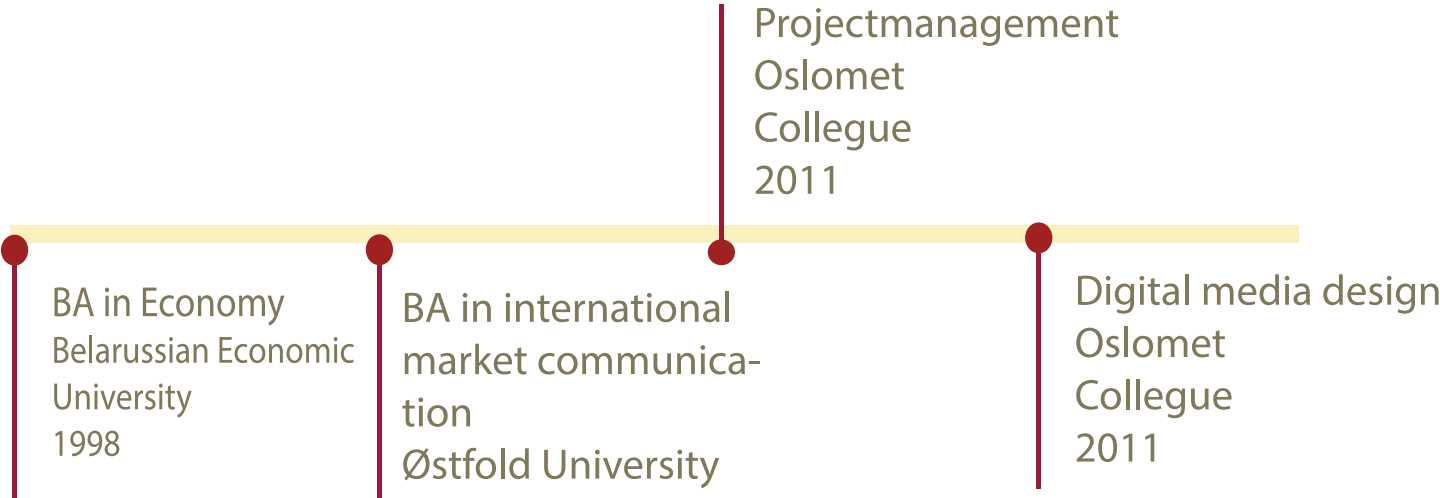 Projectmanagement
Oslomet
Collegue
2011
BA in Economy
Belarussian Economic
University
1998
BA in international
market communica-
tion
Østfold University
Digital media design
Oslomet
Collegue
2011